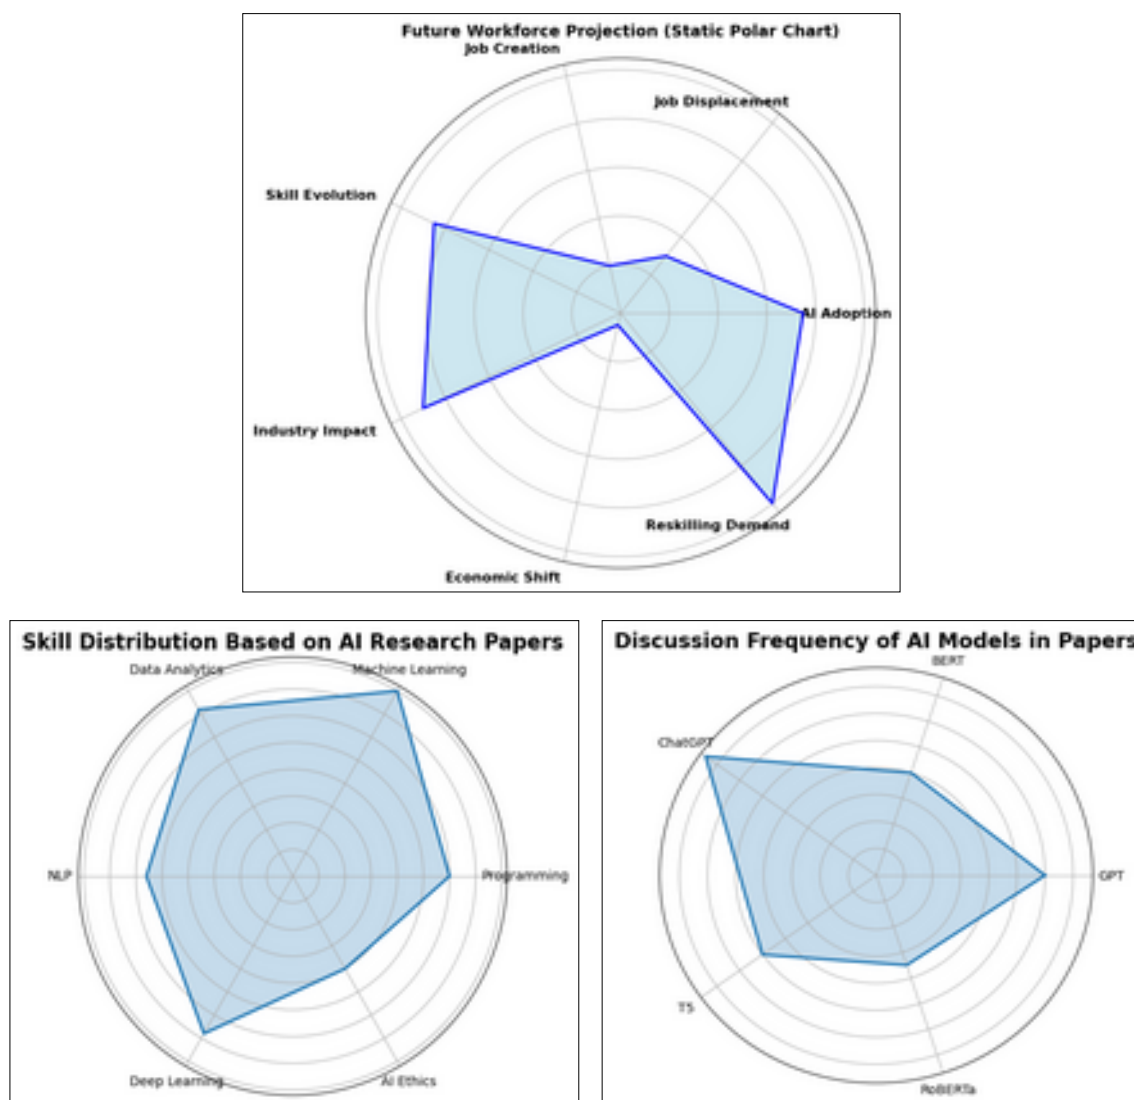 Future Workforce Projection (Static Polar Chart)
Job Creation
Job Displacement
Skill Evolution
AI Adoption
Industry Impact
Reskilling Demand
Economic Shift
Skill Distribution Based on AI Research Papers
Data Analytics
Machine Learning
NLP
Programming
Deep Learning
AI Ethics
Discussion Frequency of AI Models in Papers
BERT
ChatGPT
GPT
T5
RoBERTa